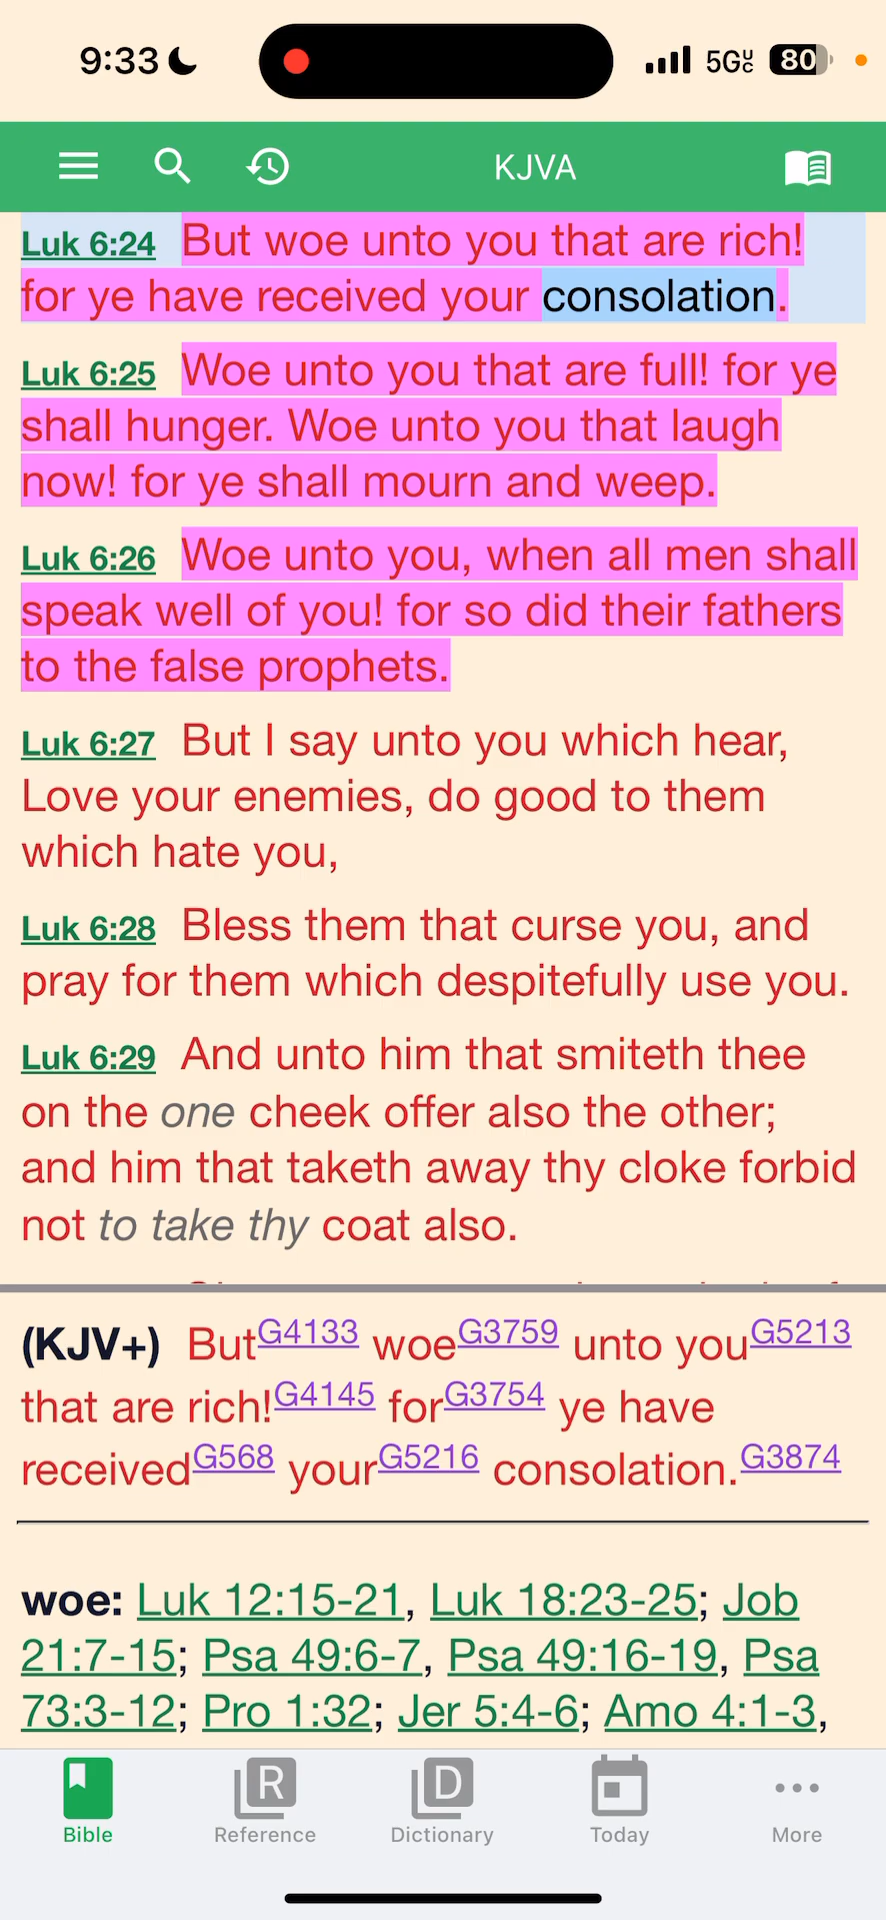 9:33
5G UC
80
KJVA
Luk 6:24 But woe unto you that are rich!
for ye have received your consolation.
Luk 6:25 Woe unto you that are full! for ye
shall hunger. Woe unto you that laugh
now! for ye shall mourn and weep.
Luk 6:26 Woe unto you, when all men shall
speak well of you! for so did their fathers
to the false prophets.
Luk 6:27 But I say unto you which hear,
Love your enemies, do good to them
which hate you,
Luk 6:28 Bless them that curse you, and
pray for them which despitefully use you.
Luk 6:29 And unto him that smiteth thee
on the one cheek offer also the other;
and him that taketh away thy cloke forbid
not to take thy coat also.
(KJV+) ButG4133 woeG3759 unto youG5213
that are rich!G4145 forG3754 ye have
receivedG568 yourG5216 consolation.G3874
woe: Luk 12:15-21, Luk 18:23-25; Job
21:7-15; Psa 49:6-7, Psa 49:16-19, Psa
73:3-12; Pro 1:32; Jer 5:4-6; Amo 4:1-3,
R
D
Bible
Reference
Dictionary
Today
More